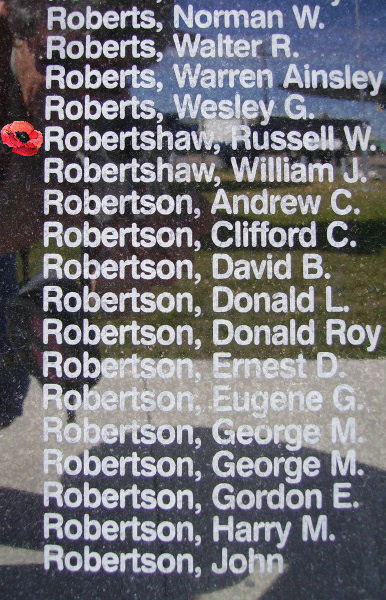 Roberts, Norman W.
Roberts, Walter R.
Roberts, Warren Ainsley
Roberts, Wesley G.
Robertshaw, Russell W.
Robertshaw, William J.
Robertson, Andrew C.
Robertson, Clifford C.
Robertson, David B.
Robertson, Donald L.
Robertson, Donald Roy
Robertson, Ernest D.
Robertson, Eugene G.
Robertson, George M.
Robertson, George M.
Robertson, Gordon E.
Robertson, Harry M.
Robertson, John